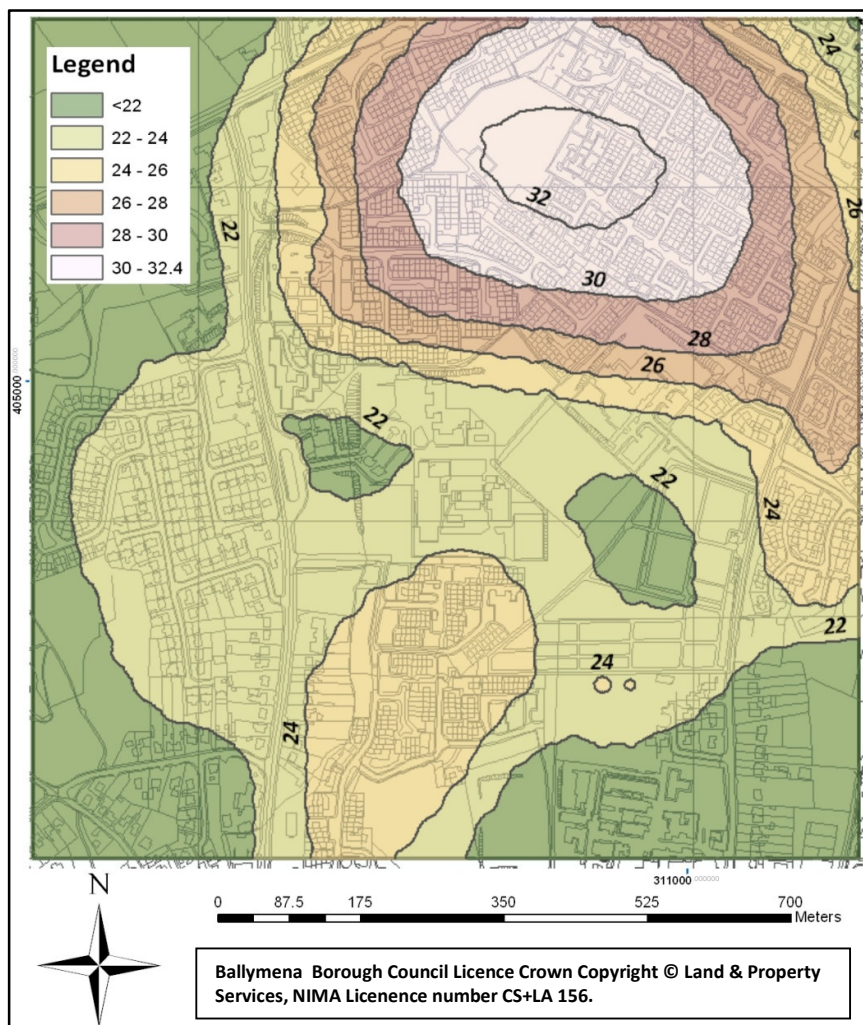 Legend
<22
22 - 24
24 - 26
26 - 28
28 - 30
30 - 32.4
24
26
22
32
30
28
26
22
22
24
22
24
24
405000.000000
311000.000000
N
0 87.5 175 350 525 700
Meters
Ballymena Borough Council Licence Crown Copyright © Land & Property
Services, NIMA Licenence number CS+LA 156.